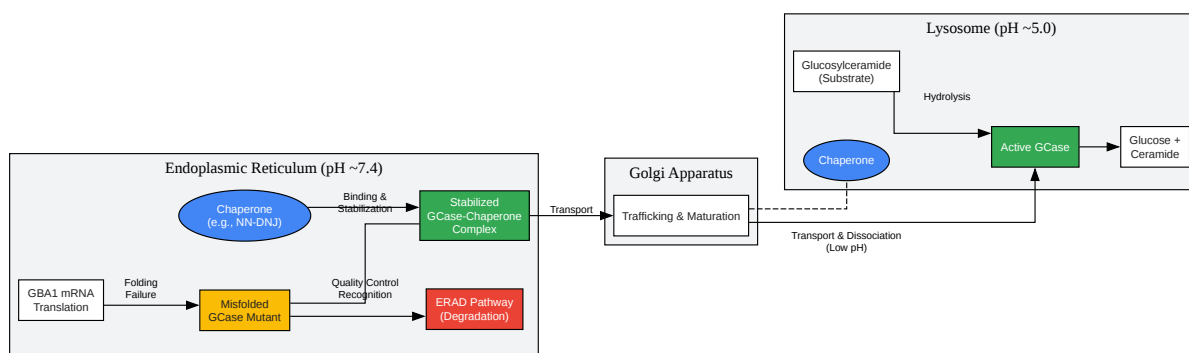 Lysosome (pH ~5.0)
Glucosylceramide
(Substrate)
Hydrolysis
Active GCase
Glucose +
Ceramide
Chaperone
Endoplasmic Reticulum (pH ~7.4)
Chaperone
(e.g., NN-DNJ)
Binding &
Stabilization
Stabilized
GCase-Chaperone
Complex
Transport
Golgi Apparatus
Trafficking & Maturation
Transport & Dissociation
(Low pH)
GBA1 mRNA
Translation
Folding
Failure
Misfolded
GCase Mutant
Quality Control
Recognition
ERAD Pathway
(Degradation)